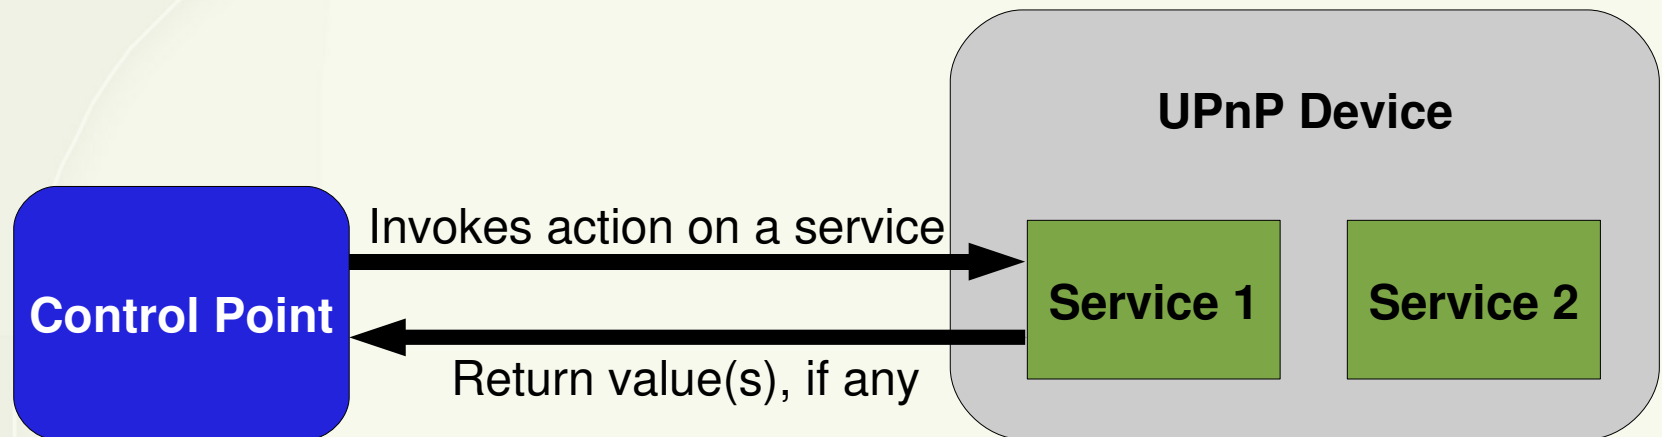 UPnP Device
Invokes action on a service
Control Point
Service 1
Service 2
Return value(s), if any